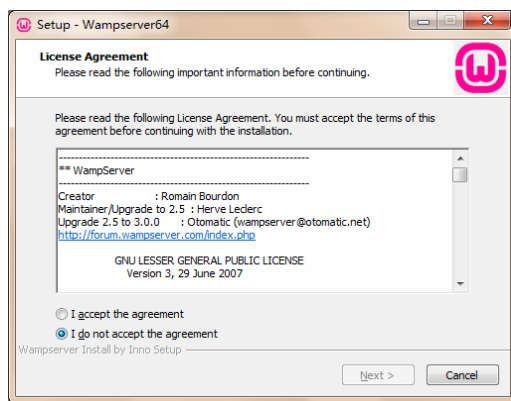 Setup - Wampserver64
License Agreement
Please read the following important information before continuing.
Please read the following License Agreement. You must accept the terms of this
agreement before continuing with the installation.
------------------------------------------------------------
** WampServer
------------------------------------------------------------
Creator : Romain Bourdon
Maintainer/Upgrade to 2.5 : Herve Leclerc
Upgrade 2.5 to 3.0.0 : Otomatic (wampserver@otomatic.net)
http://forum.wampserver.com/index.php
GNU LESSER GENERAL PUBLIC LICENSE
Version 3, 29 June 2007
I accept the agreement
I do not accept the agreement
Wampserver Install by Inno Setup
Next >
Cancel